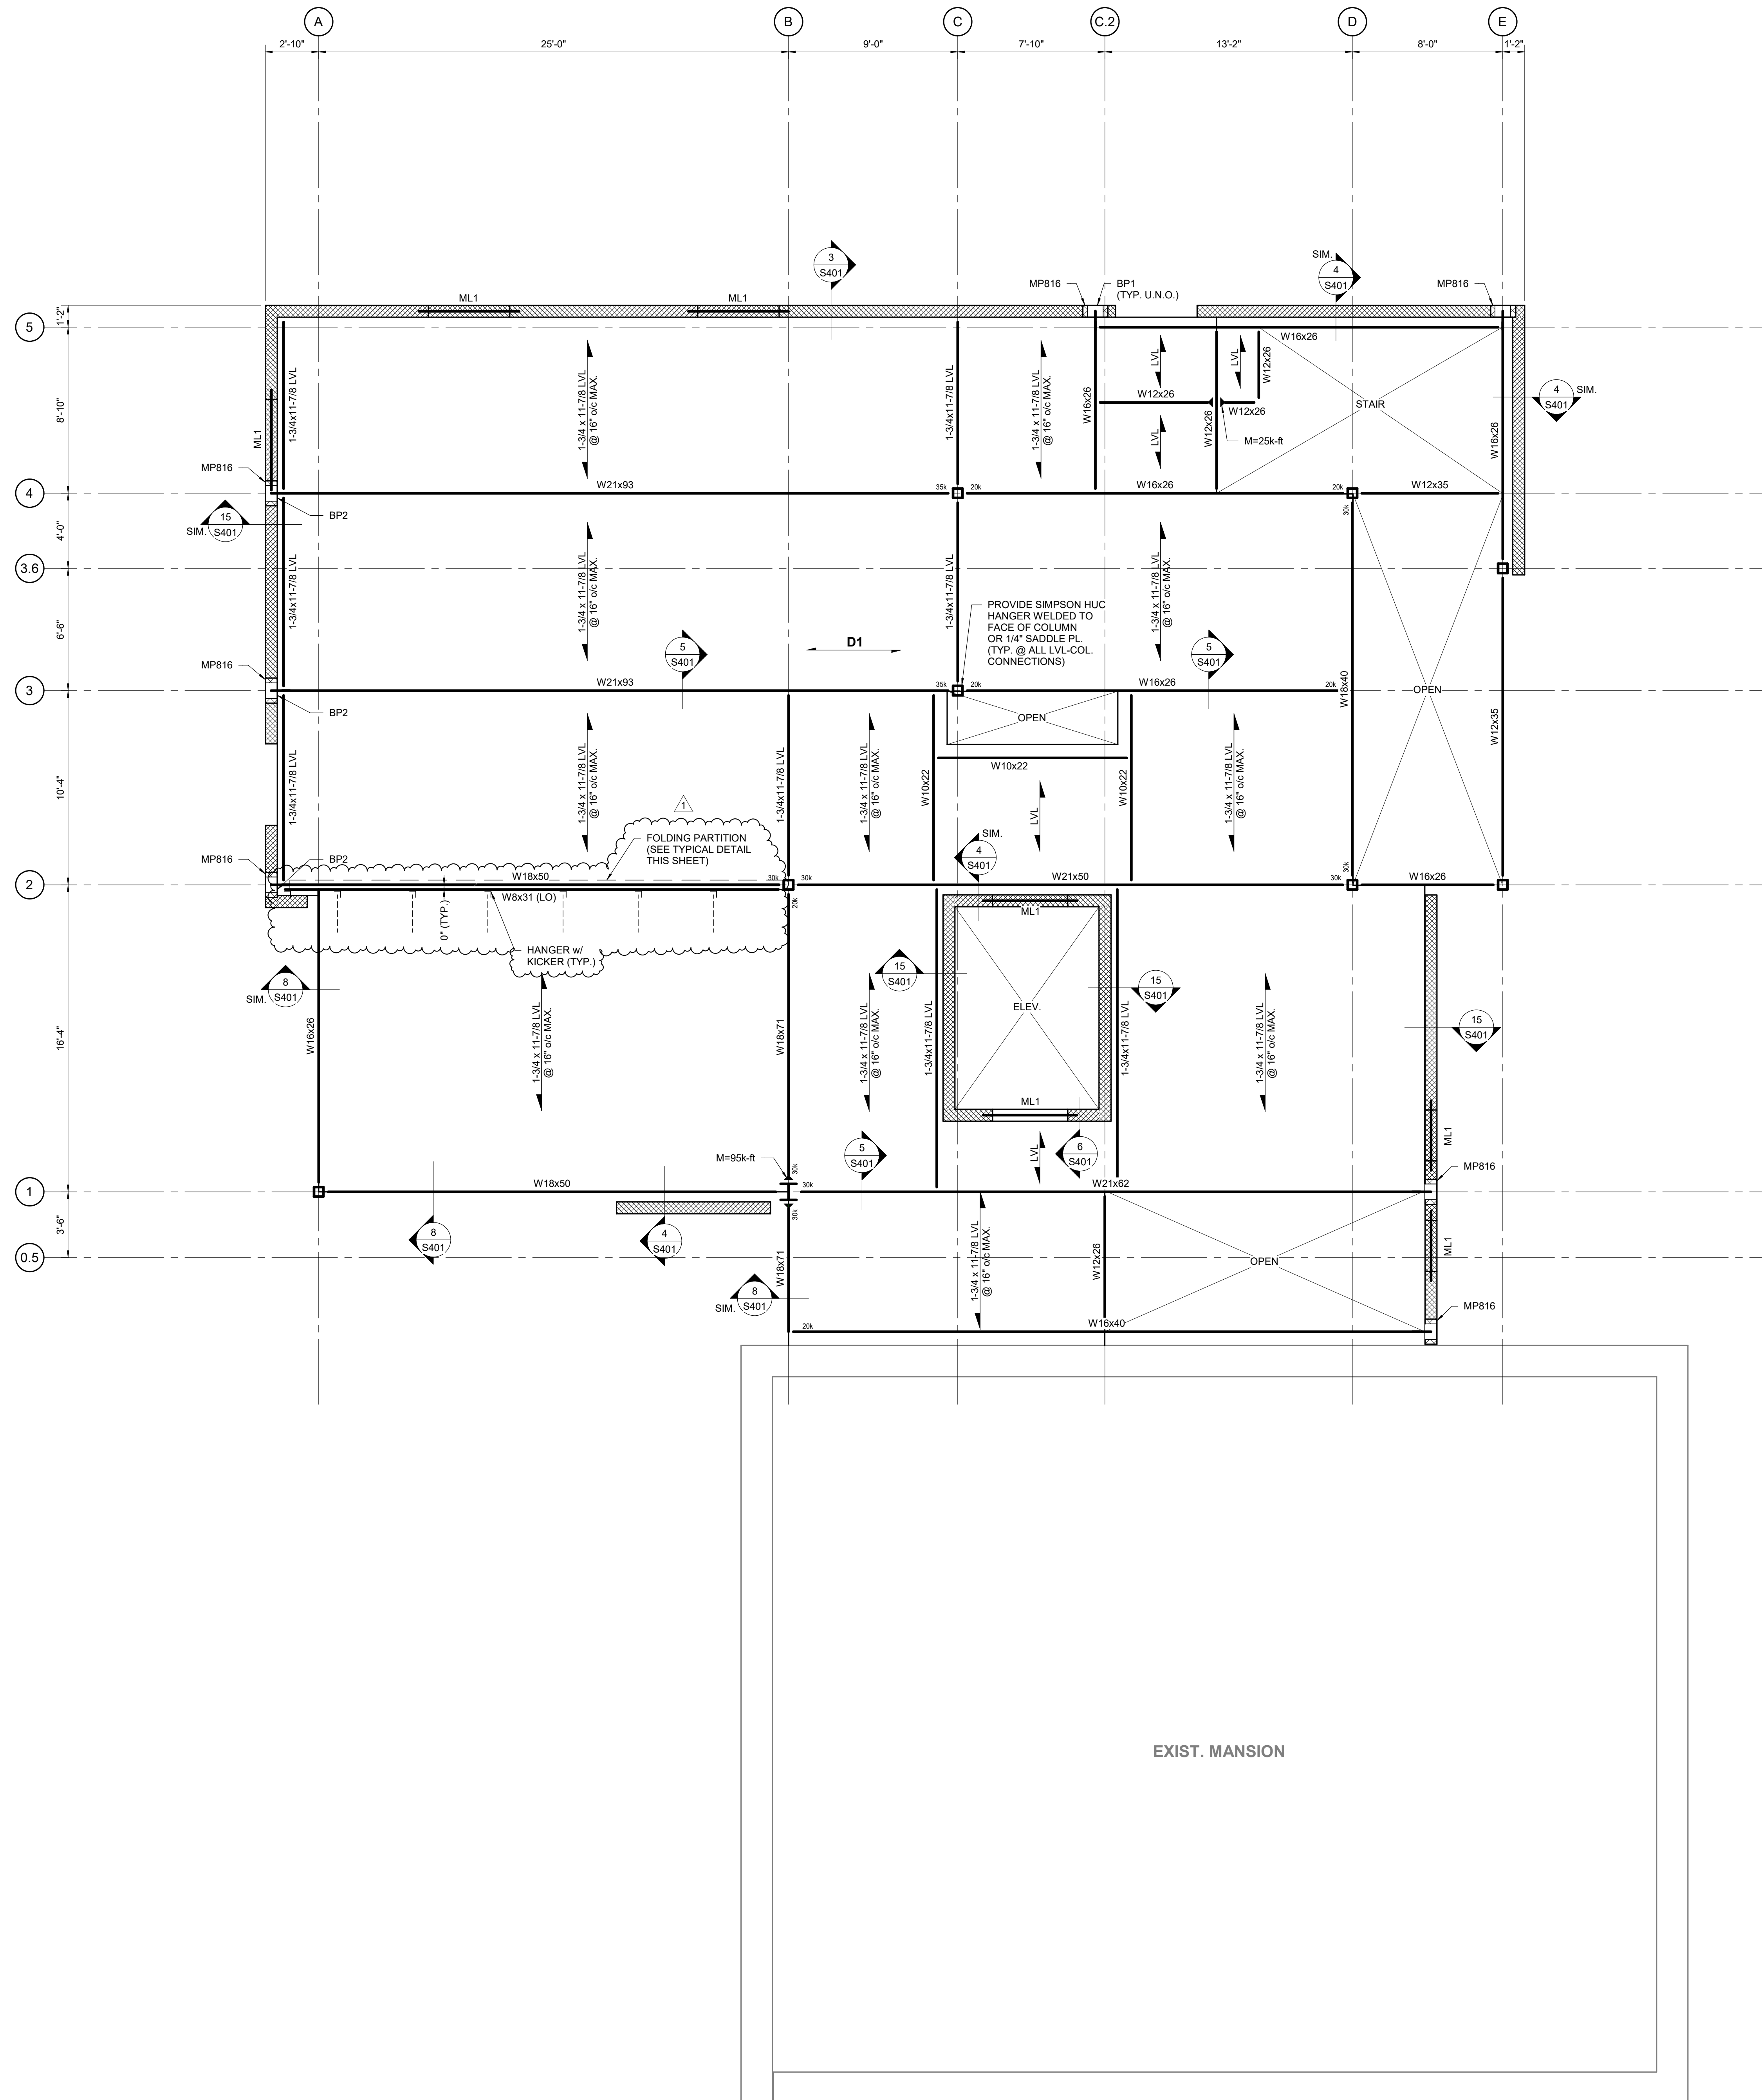 A
B
C
C.2
D
E
2'-10"
25'-0"
9'-0"
7'-10"
13'-2"
8'-0"
1'-2"
3
S401
SIM.
4
S401
MP816
BP1
(TYP. U.N.O.)
MP816
ML1
ML1
1'-2"
5
W16x26
8'-10"
1-3/4x11-7/8 LVL
1-3/4 x 11-7/8 LVL
@ 16" o/c MAX.
1-3/4x11-7/8 LVL
1-3/4 x 11-7/8 LVL
@ 16" o/c MAX.
W16x26
LVL
LVL
W12x26
W12x26
W12x26
W12x26
LVL
M=25k-ft
STAIR
W16x26
4
S401
SIM.
ML1
MP816
4
W21x93
35k
20k
W16x26
20k
30k
W12x35
BP2
15
S401
SIM.
4'-0"
3.6
1-3/4x11-7/8 LVL
1-3/4 x 11-7/8 LVL
@ 16" o/c MAX.
1-3/4x11-7/8 LVL
1-3/4 x 11-7/8 LVL
@ 16" o/c MAX.
PROVIDE SIMPSON HUC
HANGER WELDED TO
FACE OF COLUMN
OR 1/4" SADDLE PL.
(TYP. @ ALL LVL-COL.
CONNECTIONS)
6'-6"
5
S401
D1
5
S401
MP816
3
W21x93
35k
20k
W16x26
20k
W18x40
OPEN
BP2
OPEN
W12x35
10'-4"
1-3/4x11-7/8 LVL
1-3/4 x 11-7/8 LVL
@ 16" o/c MAX.
1-3/4x11-7/8 LVL
1-3/4 x 11-7/8 LVL
@ 16" o/c MAX.
W10x22
W10x22
W10x22
LVL
1-3/4 x 11-7/8 LVL
@ 16" o/c MAX.
1
FOLDING PARTITION
(SEE TYPICAL DETAIL
THIS SHEET)
SIM.
4
S401
MP816
BP2
2
W18x50
30k
30k
20k
W21x50
30k
30k
W16x26
W8x31 (LO)
0" (TYP.)
HANGER w/
KICKER (TYP.)
ML1
8
S401
SIM.
15
S401
15
S401
ELEV.
15
S401
16'-4"
W16x26
1-3/4 x 11-7/8 LVL
@ 16" o/c MAX.
W18x71
1-3/4 x 11-7/8 LVL
@ 16" o/c MAX.
1-3/4x11-7/8 LVL
1-3/4x11-7/8 LVL
1-3/4 x 11-7/8 LVL
@ 16" o/c MAX.
ML1
ML1
5
S401
LVL
6
S401
M=95k-ft
30k
MP816
1
W18x50
30k
30k
W21x62
3'-6"
8
S401
4
S401
0.5
W18x71
1-3/4 x 11-7/8 LVL
@ 16" o/c MAX.
W12x26
OPEN
ML1
8
S401
SIM.
MP816
20k
W16x40
EXIST. MANSION